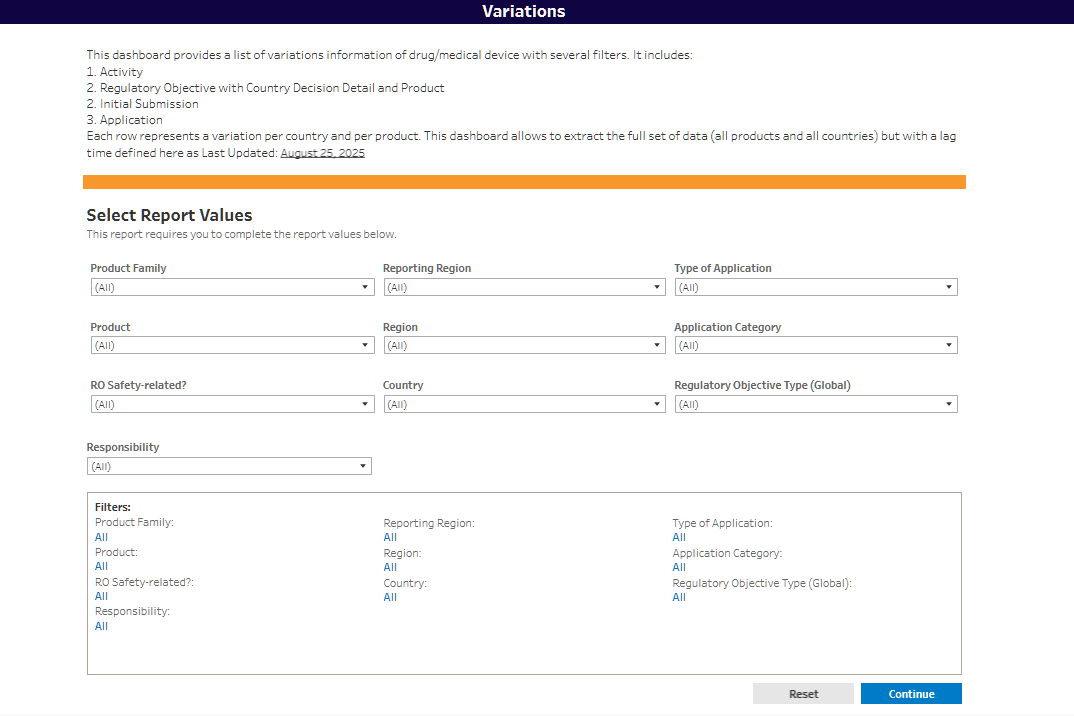 Variations
This dashboard provides a list of variations information of drug/medical device with several filters. It includes:
1. Activity
2. Regulatory Objective with Country Decision Detail and Product
2. Initial Submission
3. Application
Each row represents a variation per country and per product. This dashboard allows to extract the full set of data (all products and all countries) but with a lag
time defined here as Last Updated: August 25, 2025
Select Report Values
This report requires you to complete the report values below.
Product Family Reporting Region Type of Application
(All) (All) (All)
Product Region Application Category
(All) (All) (All)
RO Safety-related? Country Regulatory Objective Type (Global)
(All) (All) (All)
Responsibility
(All)
Filters:
Product Family: Reporting Region: Type of Application:
All All All
Product: Region: Application Category:
All All All
RO Safety-related?: Country: Regulatory Objective Type (Global):
All All All
Responsibility:
All
Reset Continue